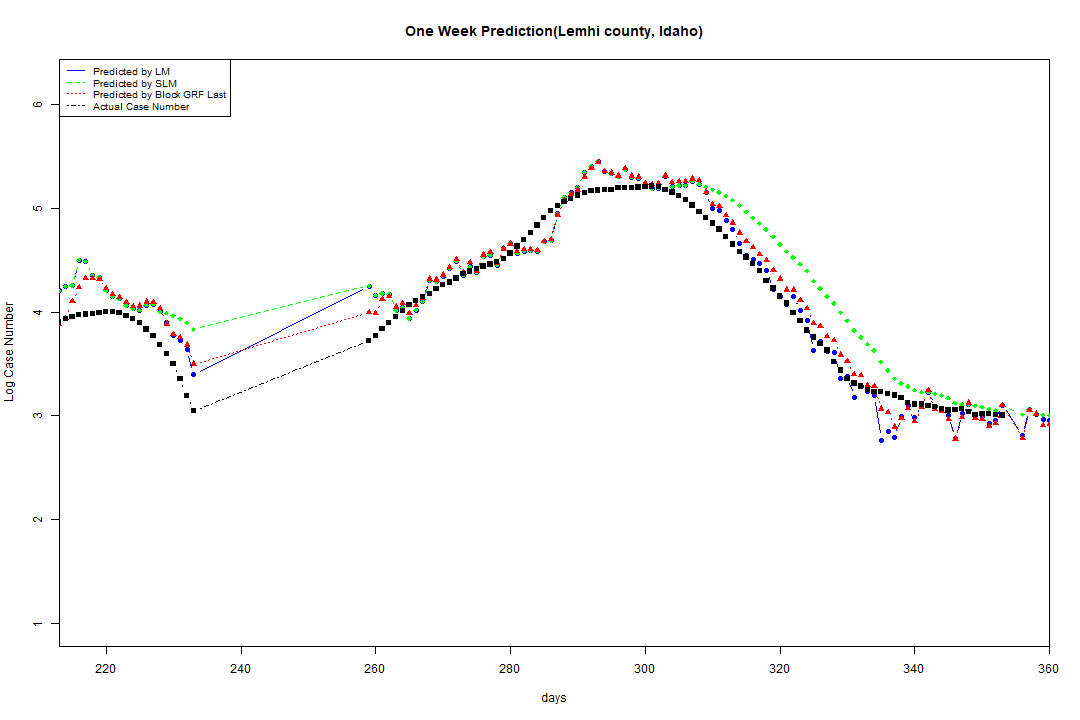 One Week Prediction(Lemhi county, Idaho)
Predicted by LM
Predicted by SLM
Predicted by Block GRF Last
Actual Case Number
6
5
4
3
2
1
Log Case Number
220 240 260 280 300 320 340 360
days